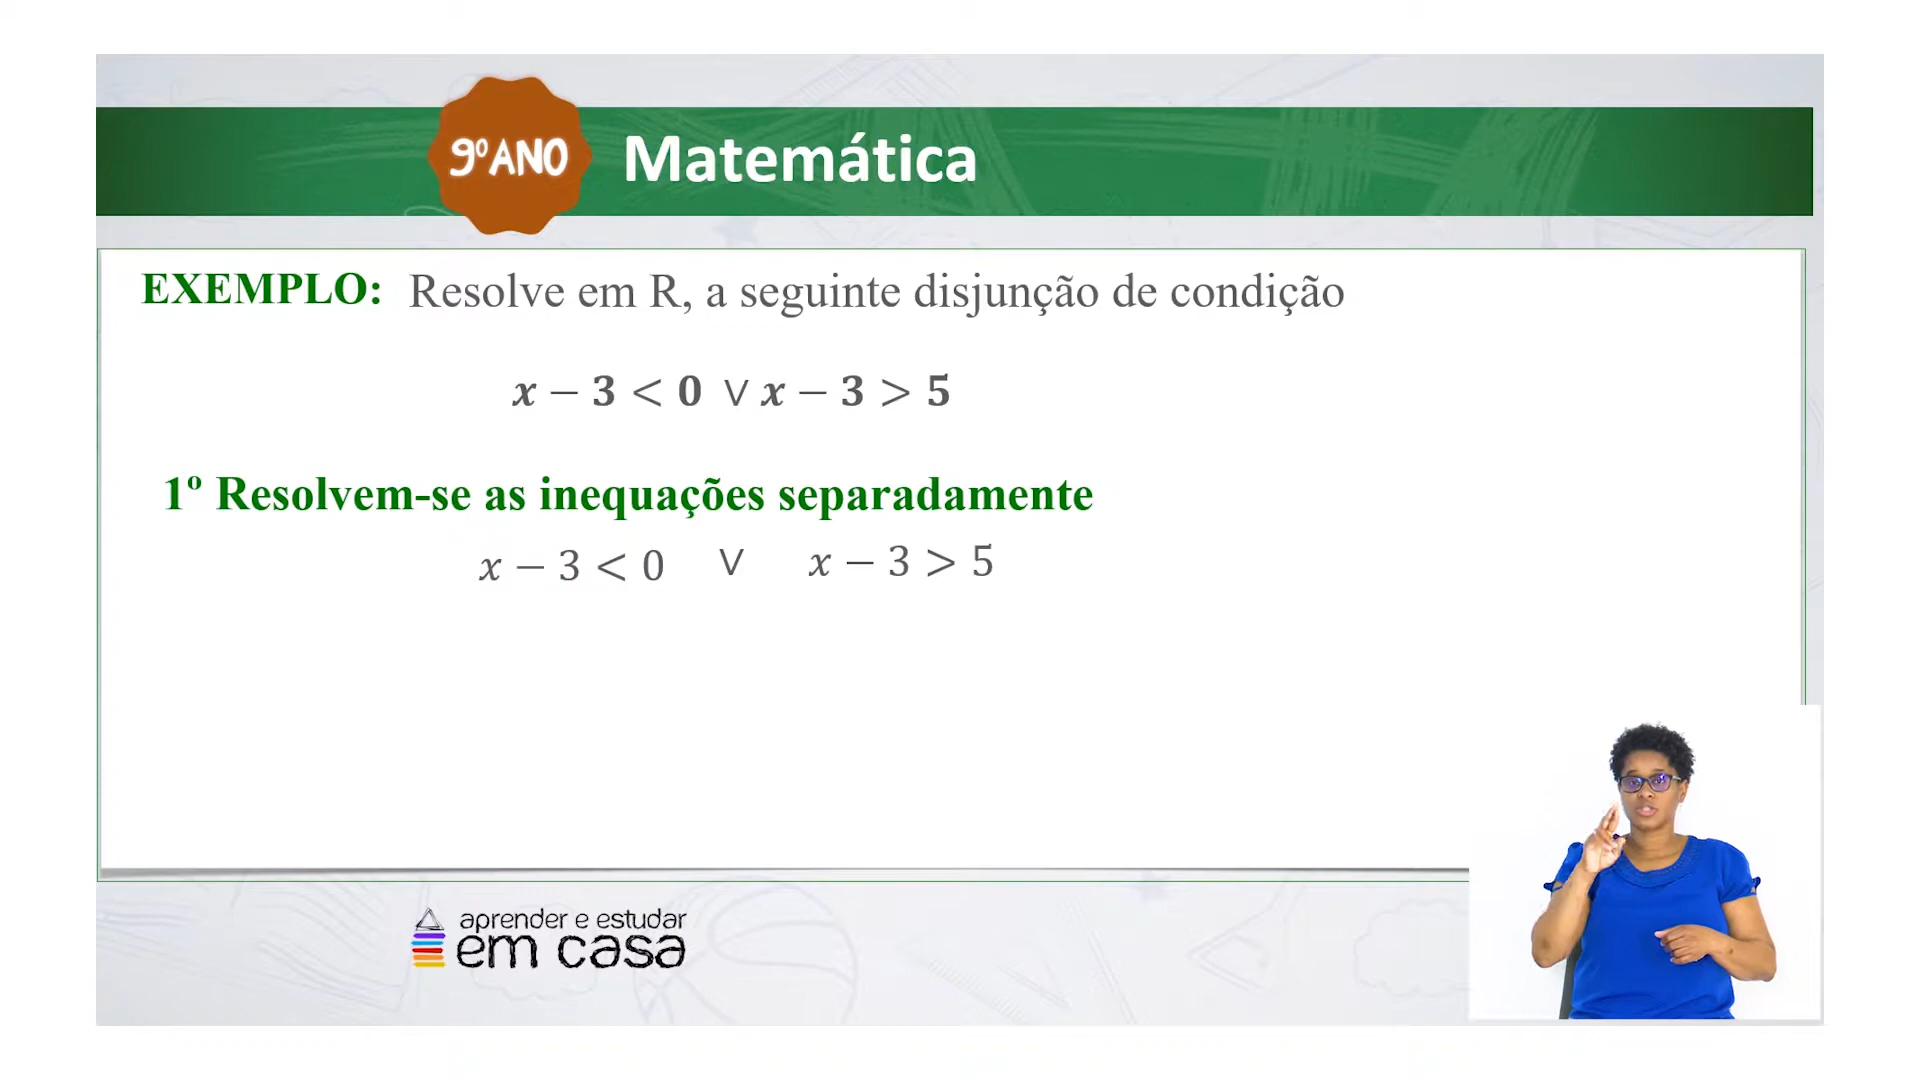 9ºANO
Matemática
EXEMPLO: Resolve em R, a seguinte disjunção de condição
x − 3 < 0 ∨ x − 3 > 5
1º Resolvem-se as inequações separadamente
x − 3 < 0 ∨ x − 3 > 5
aprender e estudar
em casa